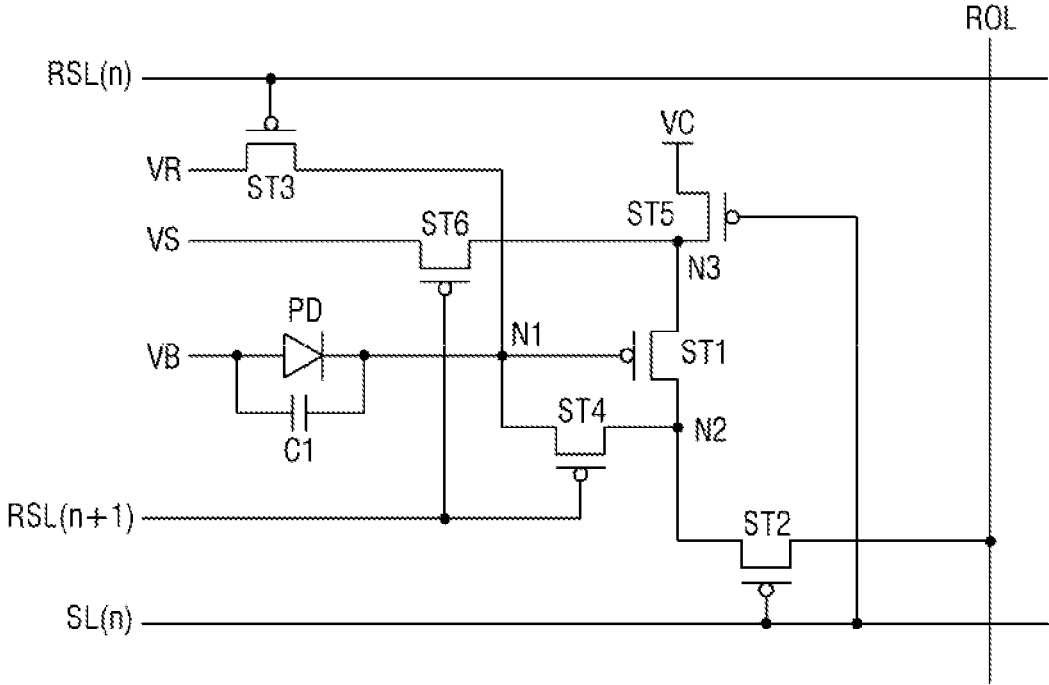 ROL
RSL(n)
VC
VR
ST3
ST5
ST6
VS
N3
PD
N1
VB
ST1
ST4
N2
C1
RSL(n+1)
ST2
SL(n)